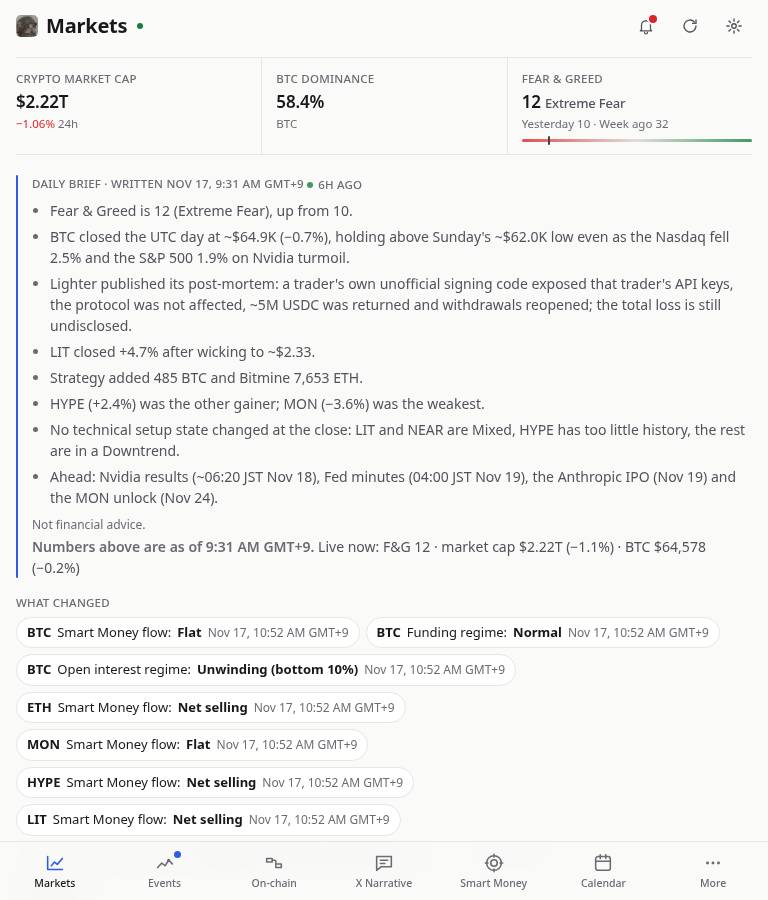 Markets
CRYPTO MARKET CAP
$2.22T
−1.06% 24h
BTC DOMINANCE
58.4%
BTC
FEAR & GREED
12 Extreme Fear
Yesterday 10 · Week ago 32
DAILY BRIEF · WRITTEN NOV 17, 9:31 AM GMT+9 6H AGO
Fear & Greed is 12 (Extreme Fear), up from 10.
BTC closed the UTC day at ~$64.9K (−0.7%), holding above Sunday's ~$62.0K low even as the Nasdaq fell
2.5% and the S&P 500 1.9% on Nvidia turmoil.
Lighter published its post-mortem: a trader's own unofficial signing code exposed that trader's API keys,
the protocol was not affected, ~5M USDC was returned and withdrawals reopened; the total loss is still
undisclosed.
LIT closed +4.7% after wicking to ~$2.33.
Strategy added 485 BTC and Bitmine 7,653 ETH.
HYPE (+2.4%) was the other gainer; MON (−3.6%) was the weakest.
No technical setup state changed at the close: LIT and NEAR are Mixed, HYPE has too little history, the rest
are in a Downtrend.
Ahead: Nvidia results (~06:20 JST Nov 18), Fed minutes (04:00 JST Nov 19), the Anthropic IPO (Nov 19) and
the MON unlock (Nov 24).
Not financial advice.
Numbers above are as of 9:31 AM GMT+9. Live now: F&G 12 · market cap $2.22T (−1.1%) · BTC $64,578
(−0.2%)
WHAT CHANGED
BTC Smart Money flow: Flat Nov 17, 10:52 AM GMT+9
BTC Funding regime: Normal Nov 17, 10:52 AM GMT+9
BTC Open interest regime: Unwinding (bottom 10%) Nov 17, 10:52 AM GMT+9
ETH Smart Money flow: Net selling Nov 17, 10:52 AM GMT+9
MON Smart Money flow: Flat Nov 17, 10:52 AM GMT+9
HYPE Smart Money flow: Net selling Nov 17, 10:52 AM GMT+9
LIT Smart Money flow: Net selling Nov 17, 10:52 AM GMT+9
Markets
Events
On-chain
X Narrative
Smart Money
Calendar
More